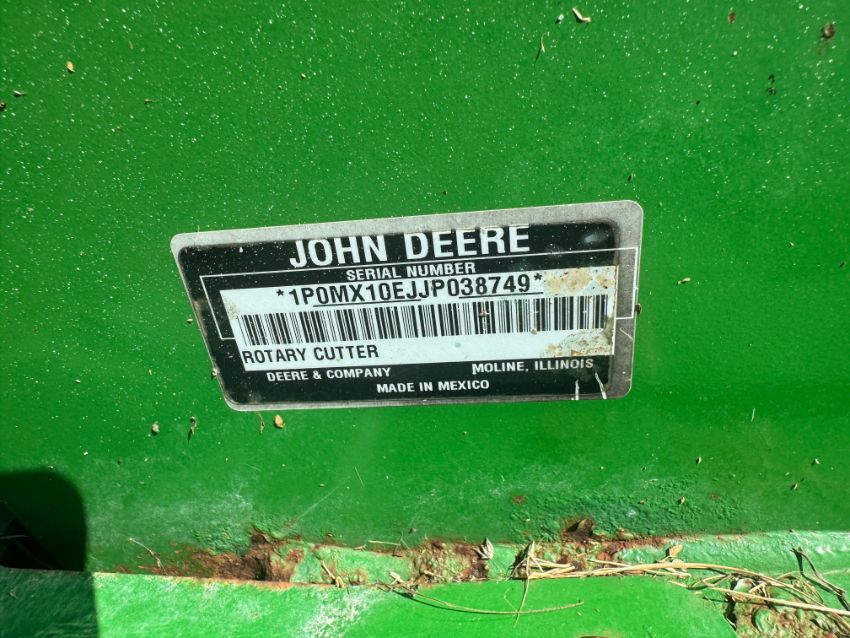 JOHN DEERE
SERIAL NUMBER
*1P0MX10EJJP038749*
ROTARY CUTTER
DEERE & COMPANY MOLINE, ILLINOIS
MADE IN MEXICO